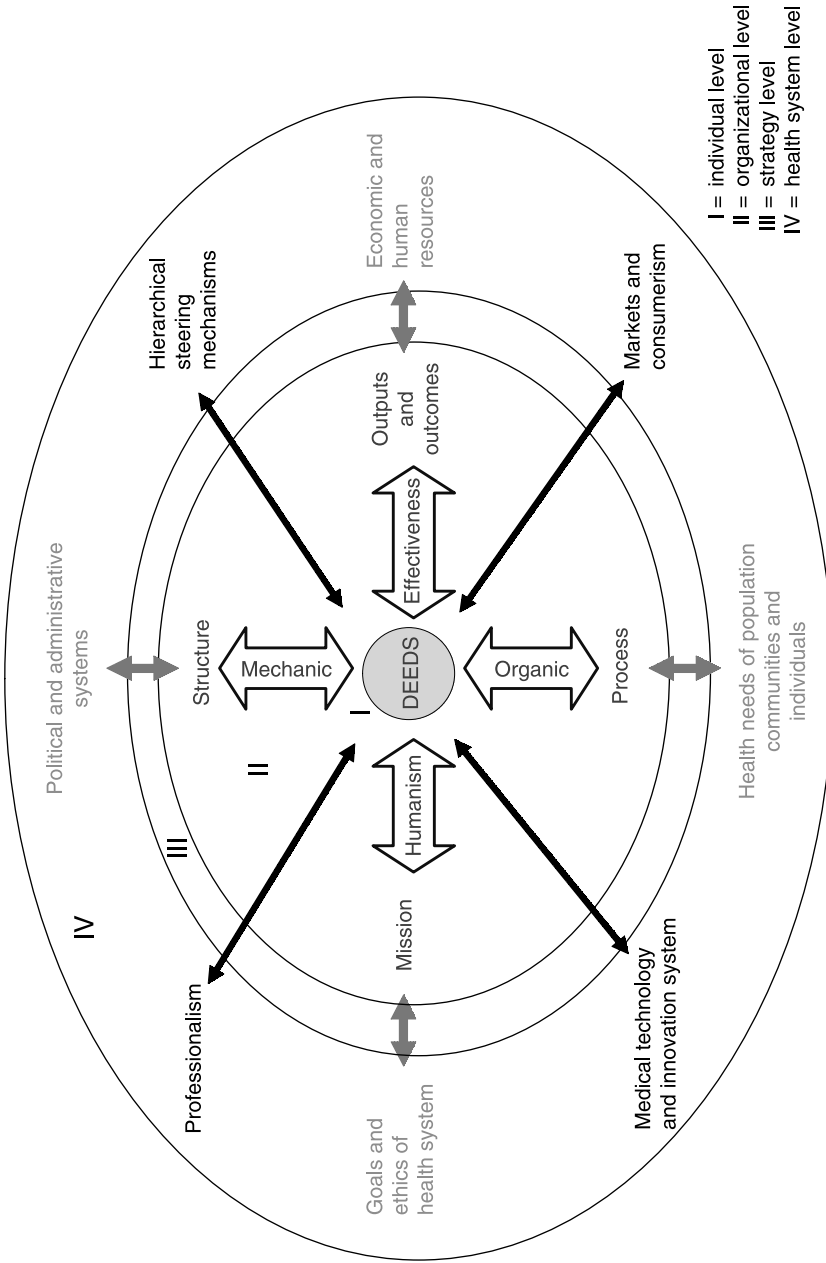 Political and administrative
systems
IV
III
Professionalism
Hierarchical
steering
mechanisms
Structure
II
Mechanic
I
Goals and
ethics of
health system
Mission
Humanism
DEEDS
Effectiveness
Outputs
and
outcomes
Economic and
human
resources
Organic
Process
Medical technology
and innovation system
Markets and
consumerism
Health needs of population
communities and
individuals
I = individual level
II = organizational level
III = strategy level
IV = health system level